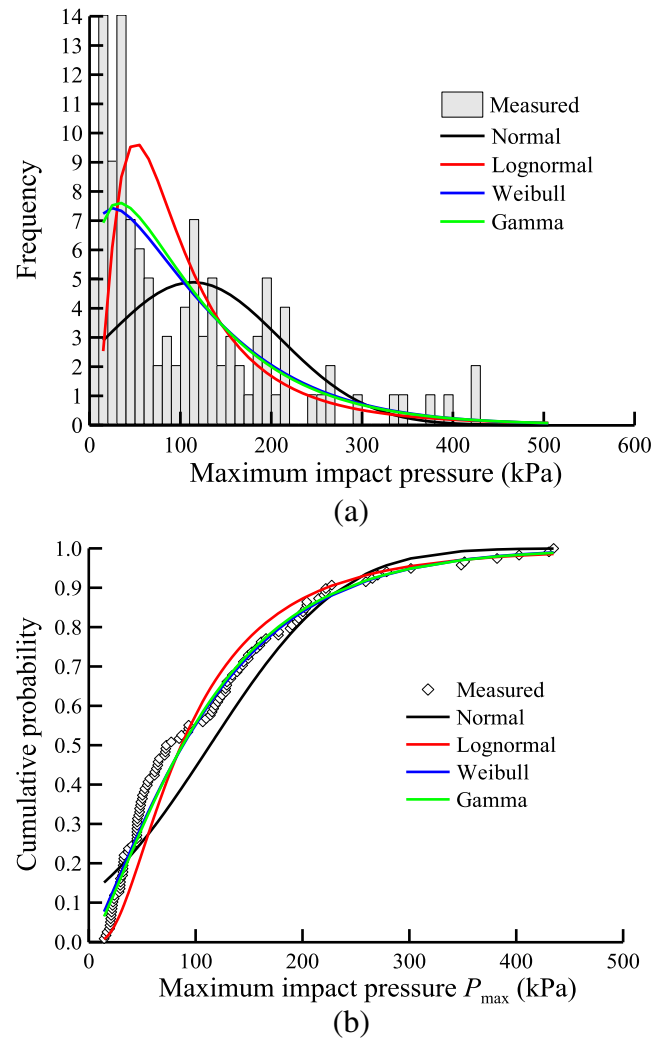 14
13
12
11
10
9
8
7
6
5
4
3
2
1
0
Frequency
Measured
Normal
Lognormal
Weibull
Gamma
0 100 200 300 400 500 600
Maximum impact pressure (kPa)
(a)
1.0
0.9
0.8
0.7
0.6
0.5
0.4
0.3
0.2
0.1
0.0
Cumulative probability
Measured
Normal
Lognormal
Weibull
Gamma
0 100 200 300 400 500
Maximum impact pressure Pmax (kPa)
(b)